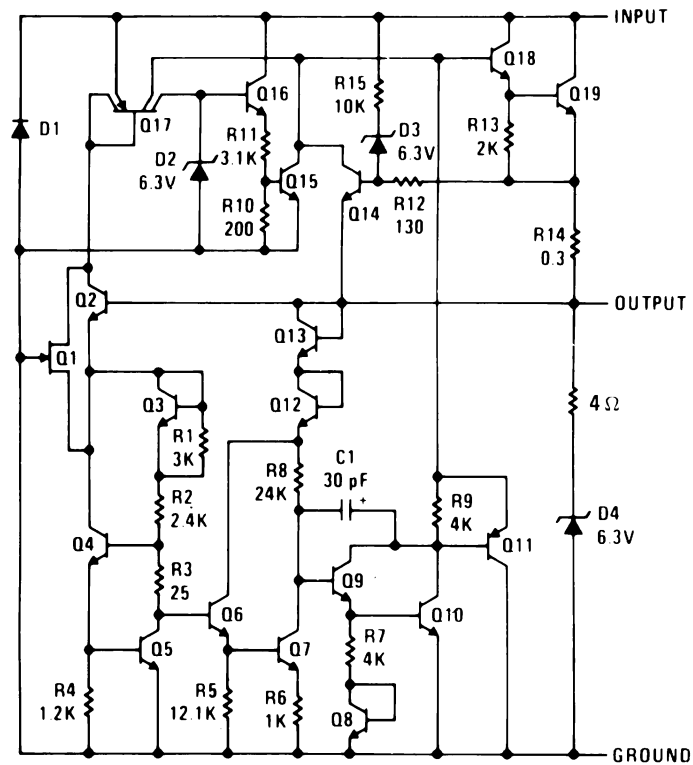 INPUT
Q18
R15
10K
Q16
Q19
D1
Q17
R11
3.1K
D3
6.3V
R13
2K
D2
6.3V
Q15
R10
200
Q14
R12
130
R14
0.3
Q2
OUTPUT
Q13
Q1
Q3
Q12
4Ω
R1
3K
C1
30 pF
+
R8
24K
R2
2.4K
R9
4K
D4
6.3V
Q4
Q11
R3
25
Q9
Q6
Q10
Q5
Q7
R7
4K
R4
1.2K
R5
12.1K
R6
1K
Q8
GROUND